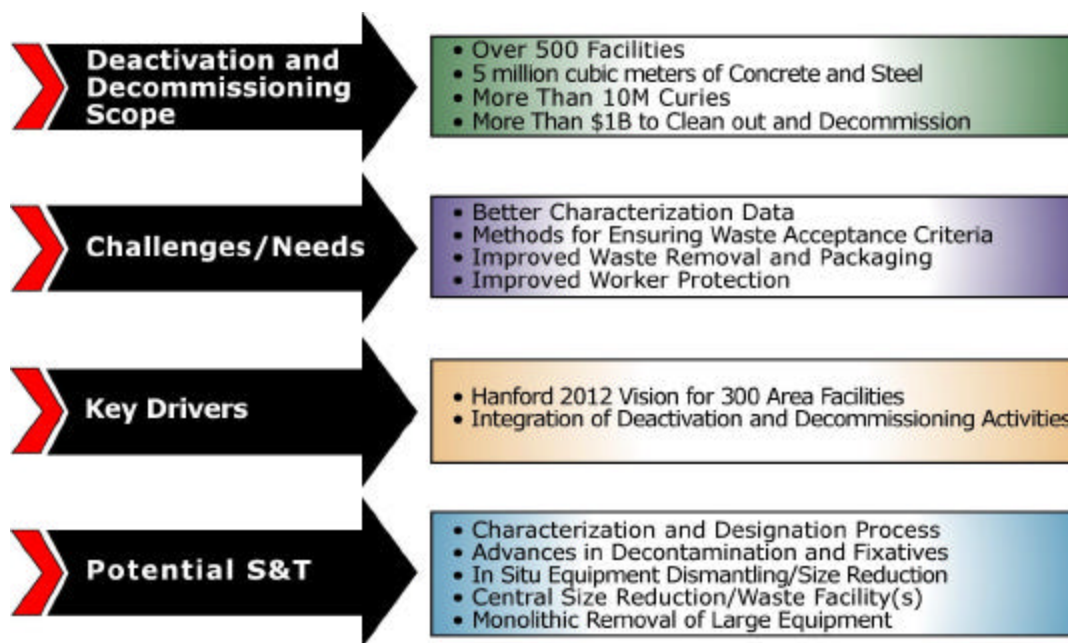 Deactivation and
Decommissioning
Scope
• Over 500 Facilities
• 5 million cubic meters of Concrete and Steel
• More Than 10M Curies
• More Than $1B to Clean out and Decommission
Challenges/Needs
• Better Characterization Data
• Methods for Ensuring Waste Acceptance Criteria
• Improved Waste Removal and Packaging
• Improved Worker Protection
Key Drivers
• Hanford 2012 Vision for 300 Area Facilities
• Integration of Deactivation and Decommissioning Activities
Potential S&T
• Characterization and Designation Process
• Advances in Decontamination and Fixatives
• In Situ Equipment Dismantling/Size Reduction
• Central Size Reduction/Waste Facility(s)
• Monolithic Removal of Large Equipment